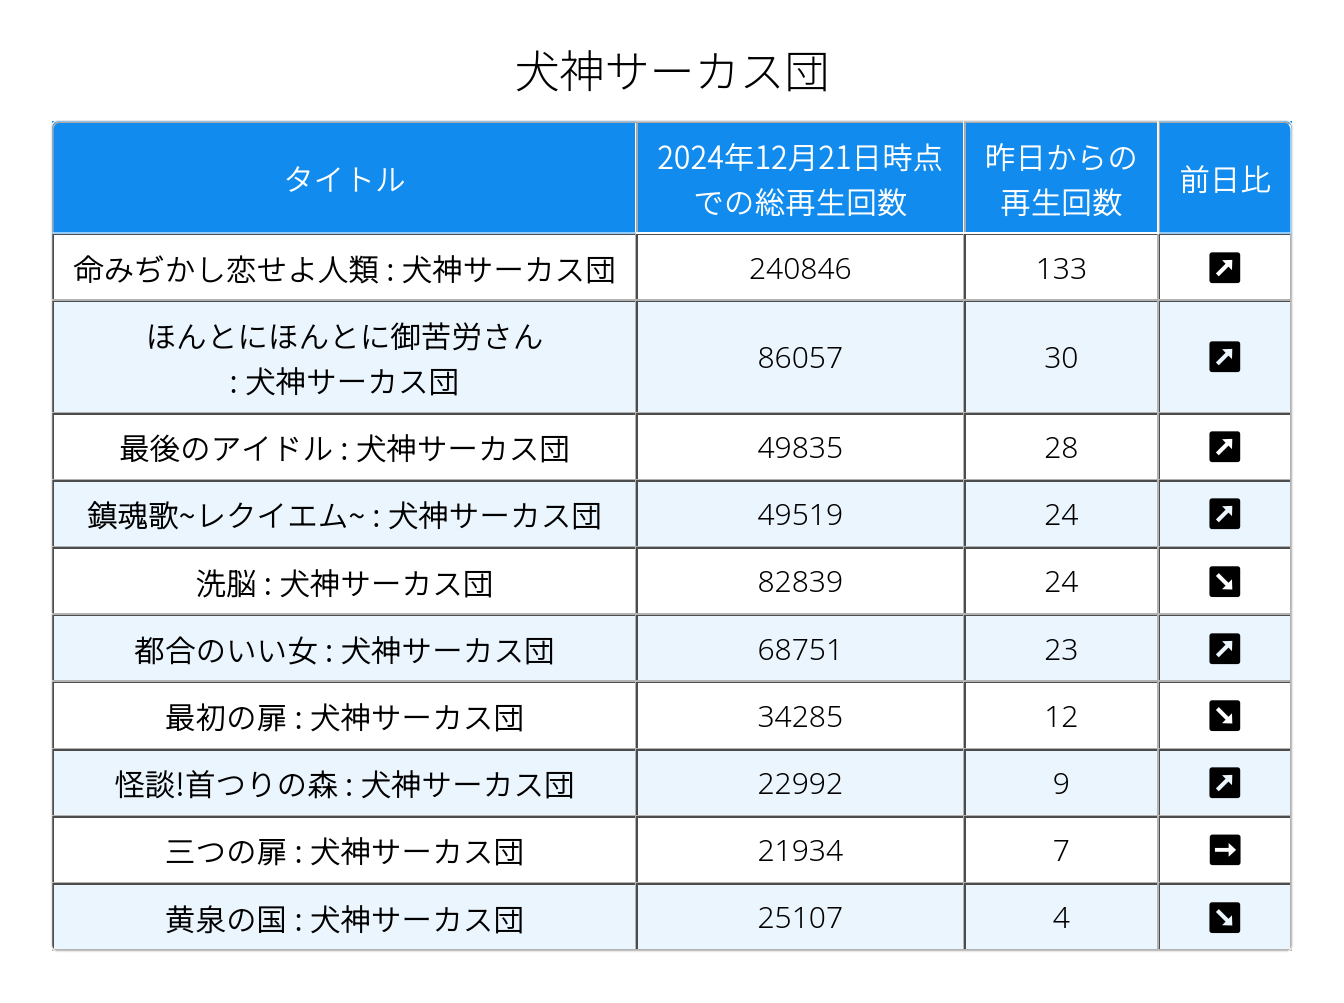 犬神サーカス団
タイトル
2024年12月21日時点
での総再生回数
昨日からの
再生回数
前日比
命みぢかし恋せよ人類 : 犬神サーカス団 240846 133 ↗
ほんとにほんとに御苦労さん
: 犬神サーカス団 86057 30 ↗
最後のアイドル : 犬神サーカス団 49835 28 ↗
鎮魂歌~レクイエム~ : 犬神サーカス団 49519 24 ↗
洗脳 : 犬神サーカス団 82839 24 ↘
都合のいい女 : 犬神サーカス団 68751 23 ↗
最初の扉 : 犬神サーカス団 34285 12 ↘
怪談!首つりの森 : 犬神サーカス団 22992 9 ↗
三つの扉 : 犬神サーカス団 21934 7 →
黄泉の国 : 犬神サーカス団 25107 4 ↘